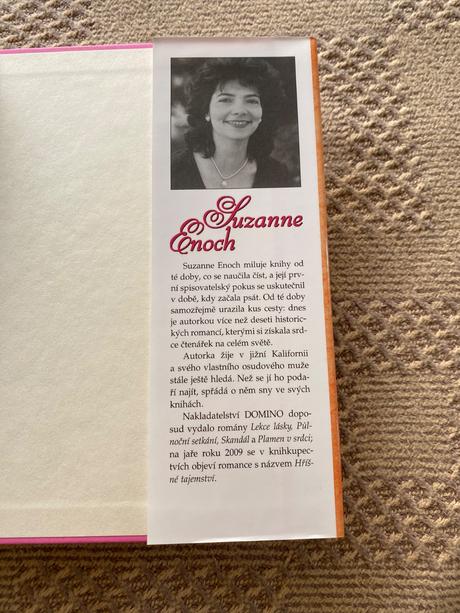 Suzanne
Enoch
Suzanne Enoch miluje knihy od
té doby, co se naučila číst, a její prv-
ní spisovatelský pokus se uskutečnil
v době, kdy začala psát. Od té doby
samozřejmě urazila kus cesty: dnes
je autorkou více než deseti historic-
kých romancí, kterými si získala srd-
ce čtenářek na celém světě.
Autorka žije v jižní Kalifornii
a svého vlastního osudového muže
stále ještě hledá. Než se jí ho poda-
ří najít, spřádá o něm sny ve svých
knihách.
Nakladatelství DOMINO dopo-
sud vydalo romány Lekce lásky, Půl-
noční setkání, Skandál a Plamen v srdci;
na jaře roku 2009 se v knihkupec-
tvích objeví romance s názvem Hříš-
né tajemství.